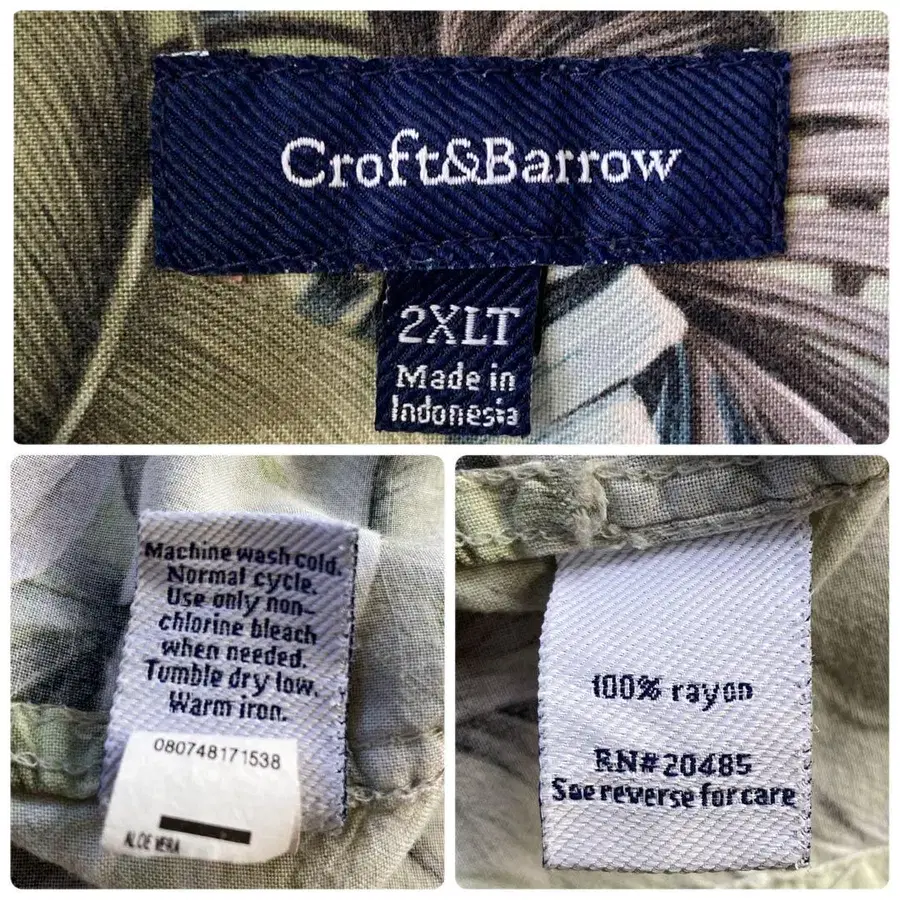 Croft&Barrow
2XLT
Made in
Indonesia
Machine wash cold.
Normal cycle.
Use only non-
chlorine bleach
when needed.
Tumble dry low.
Warm iron.
080748171538
ALOE VERA
100% rayon
RN#20485
See reverse for care